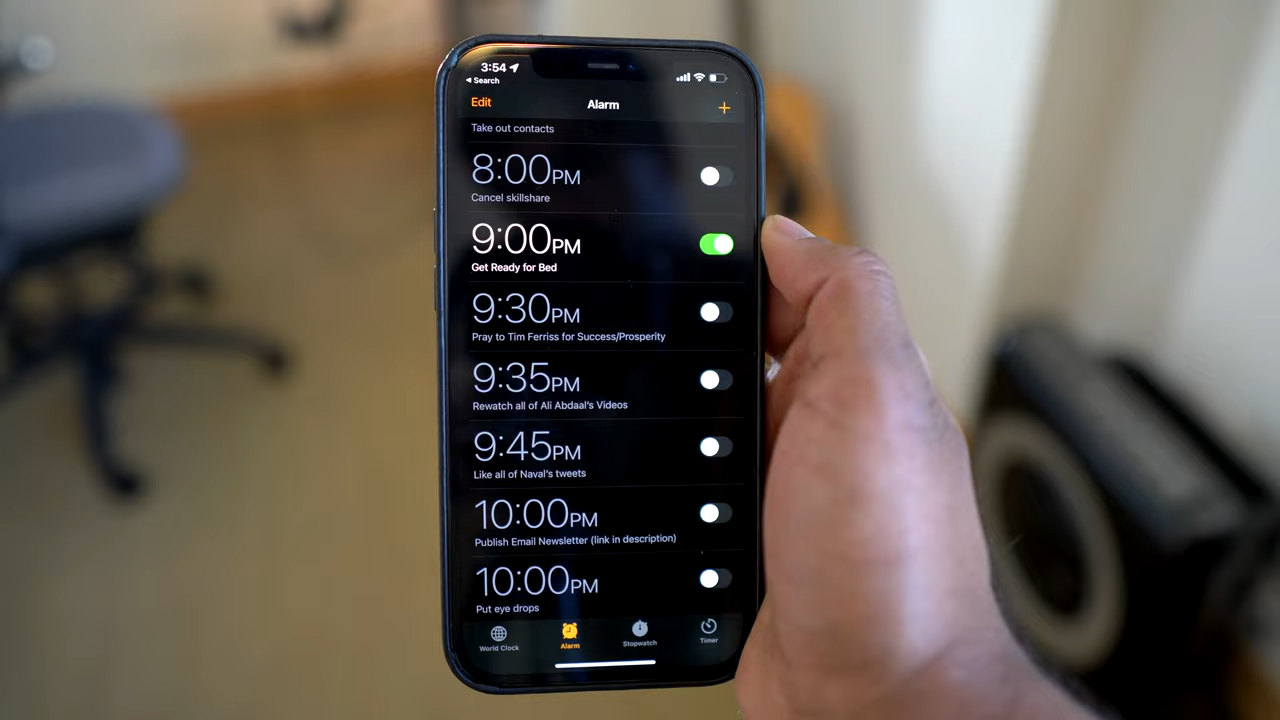 3:54
◀ Search
Edit
Alarm
+
Take out contacts
8:00PM
Cancel skillshare
9:00PM
Get Ready for Bed
9:30PM
Pray to Tim Ferriss for Success/Prosperity
9:35PM
Rewatch all of Ali Abdaal's Videos
9:45PM
Like all of Naval's tweets
10:00PM
Publish Email Newsletter (link in description)
10:00PM
Put eye drops
World Clock
Alarm
Stopwatch
Timer